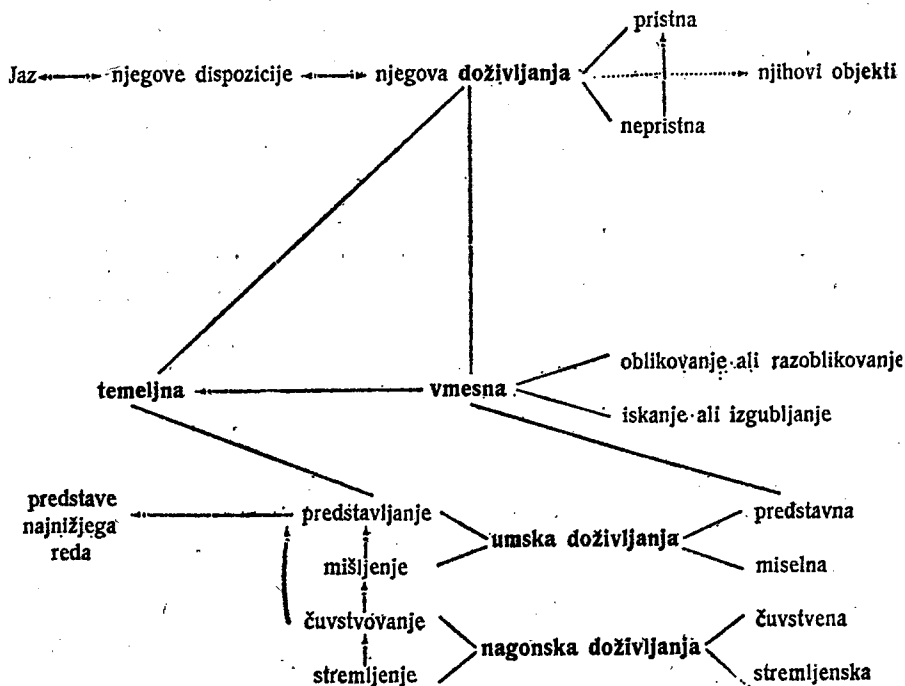 pristna
Jaz njegove dispozicije njegova doživljanja njihovi objekti
nepristna
oblikovanje ali razoblikovanje
temeljna vmesna
iskanje ali izgubljanje
predstave
najnižjega
reda
predstavljanje predstavna
umska doživljanja
mišljenje miselna
čuvstvovanje čuvstvena
nagonska doživljanja
stremljenje stremljenska